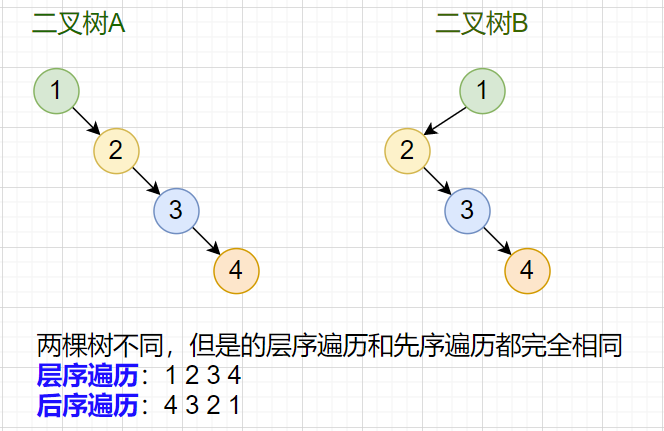 二叉树A 二叉树B
1 1
2 2
3 3
4 4
两棵树不同，但是的层序遍历和先序遍历都完全相同
层序遍历：1 2 3 4
后序遍历：4 3 2 1